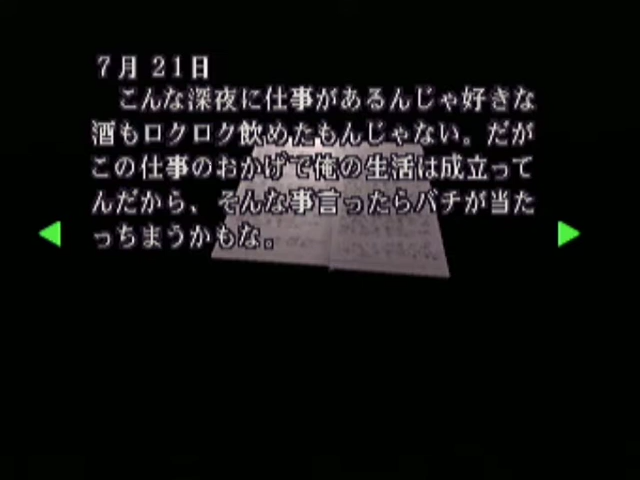 7月 21日
　こんな深夜に仕事があるんじゃ好きな
酒もロクロク飲めたもんじゃない。だが
この仕事のおかげで俺の生活は成立って
んだから、そんな事言ったらバチが当た
っちまうかもな。